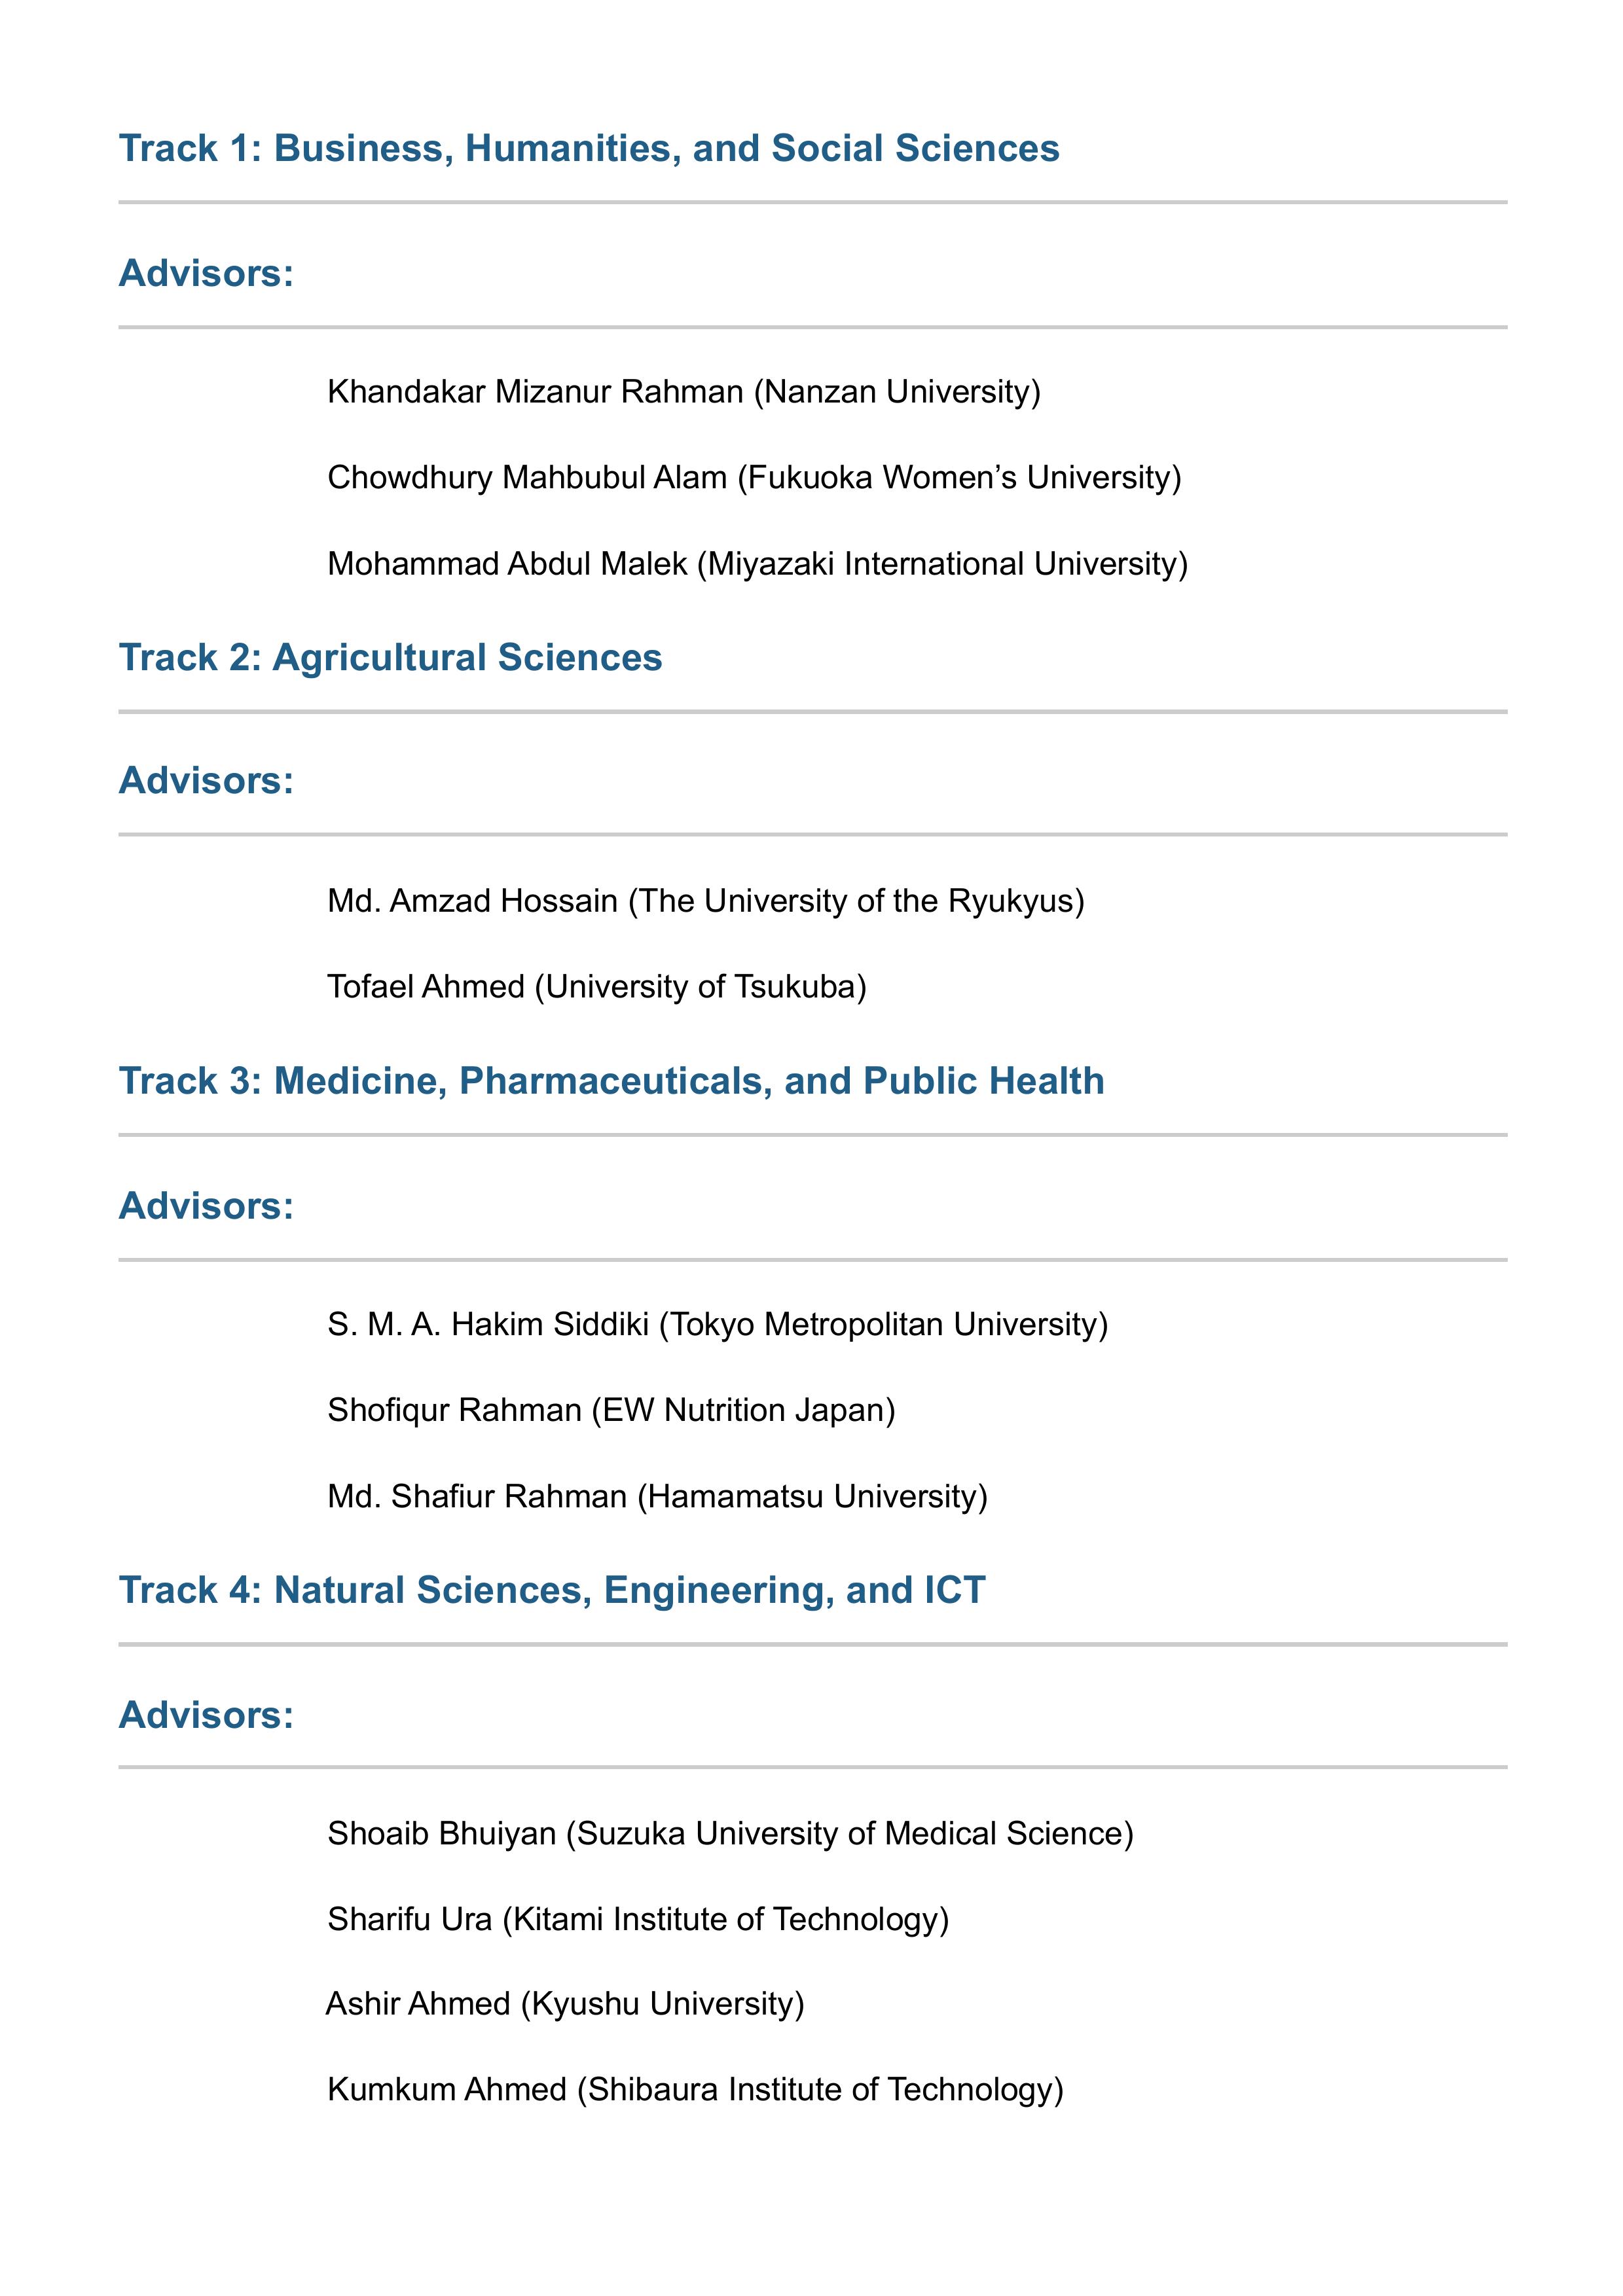 Track 1: Business, Humanities, and Social Sciences
Advisors:
Khandakar Mizanur Rahman (Nanzan University)
Chowdhury Mahbubul Alam (Fukuoka Women’s University)
Mohammad Abdul Malek (Miyazaki International University)
Track 2: Agricultural Sciences
Advisors:
Md. Amzad Hossain (The University of the Ryukyus)
Tofael Ahmed (University of Tsukuba)
Track 3: Medicine, Pharmaceuticals, and Public Health
Advisors:
S. M. A. Hakim Siddiki (Tokyo Metropolitan University)
Shofiqur Rahman (EW Nutrition Japan)
Md. Shafiur Rahman (Hamamatsu University)
Track 4: Natural Sciences, Engineering, and ICT
Advisors:
Shoaib Bhuiyan (Suzuka University of Medical Science)
Sharifu Ura (Kitami Institute of Technology)
Ashir Ahmed (Kyushu University)
Kumkum Ahmed (Shibaura Institute of Technology)